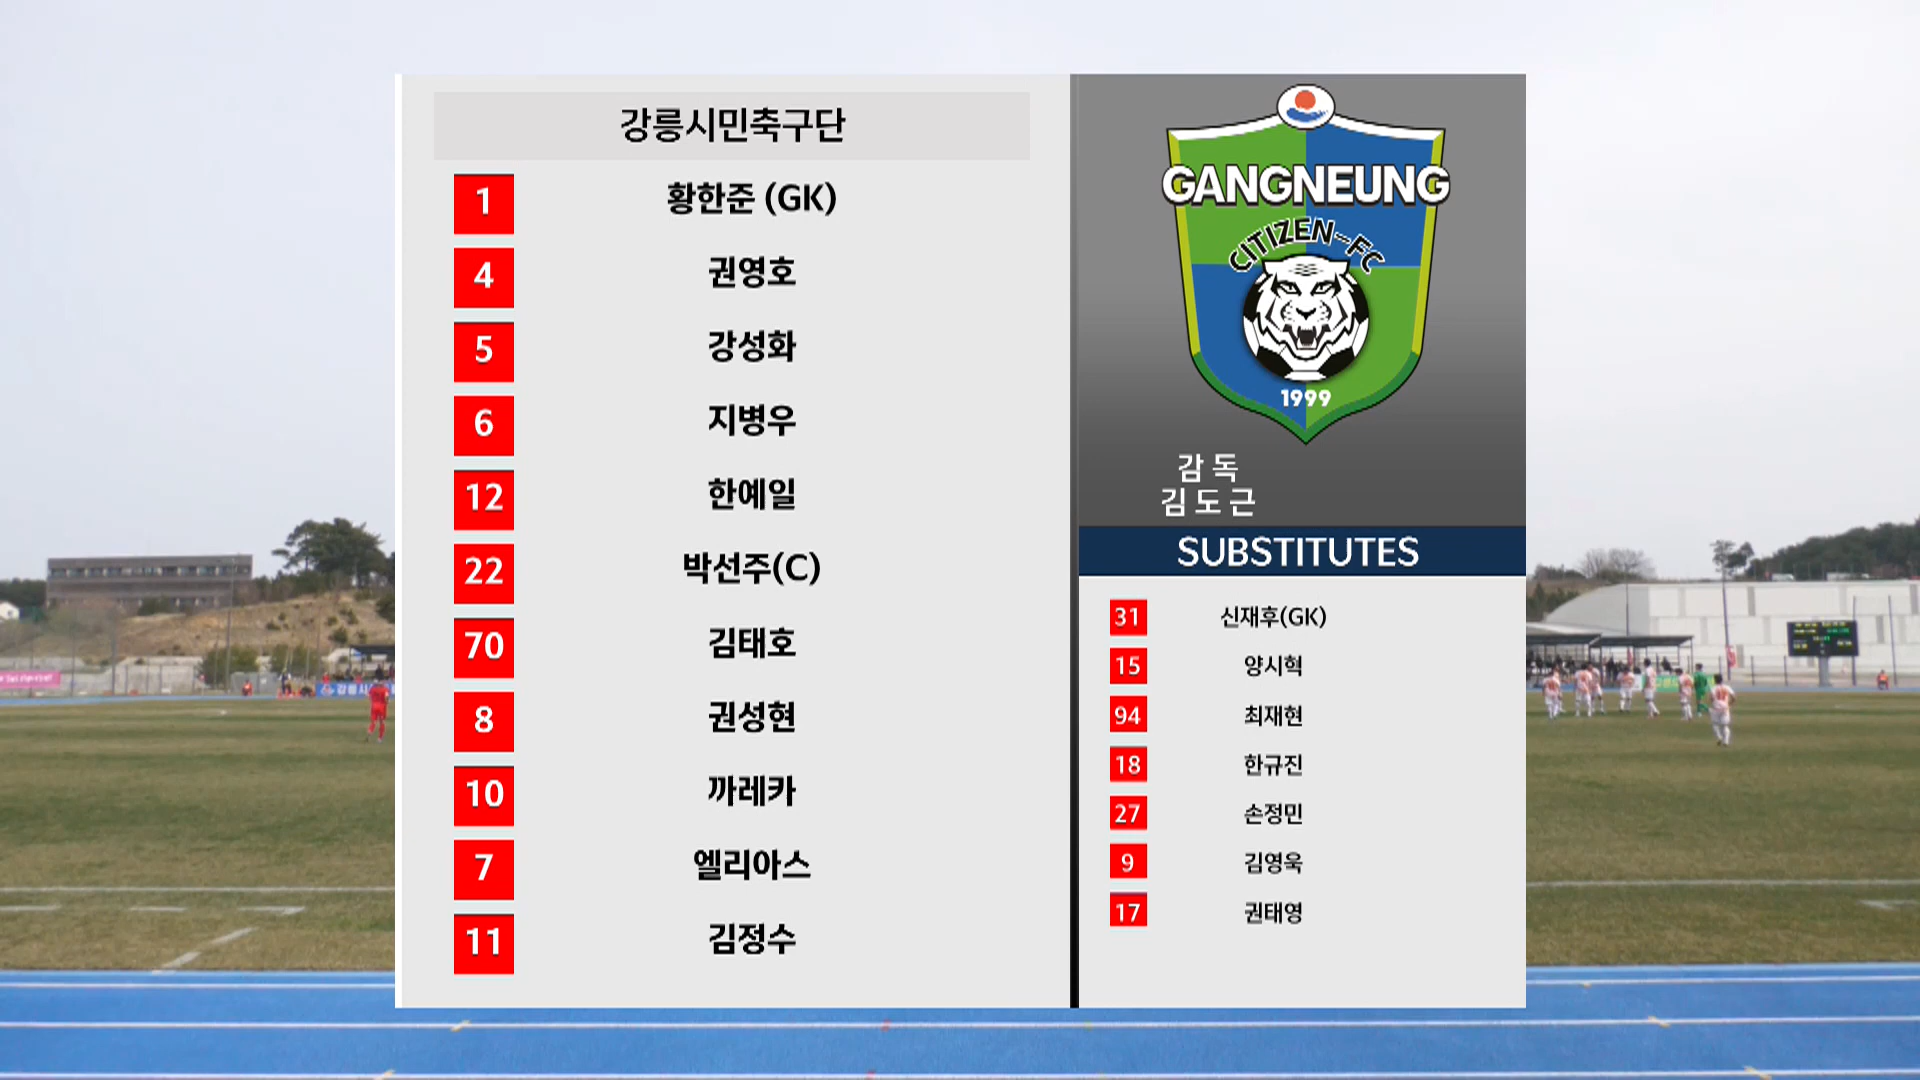 강릉시민축구단
1 황한준 (GK)
4 권영호
5 강성화
6 지병우
12 한예일
22 박선주(C)
70 김태호
8 권성현
10 까레카
7 엘리아스
11 김정수
GANGNEUNG
CITIZEN-FC
1999
감 독
김 도 근
SUBSTITUTES
31 신재후(GK)
15 양시혁
94 최재현
18 한규진
27 손정민
9 김영욱
17 권태영